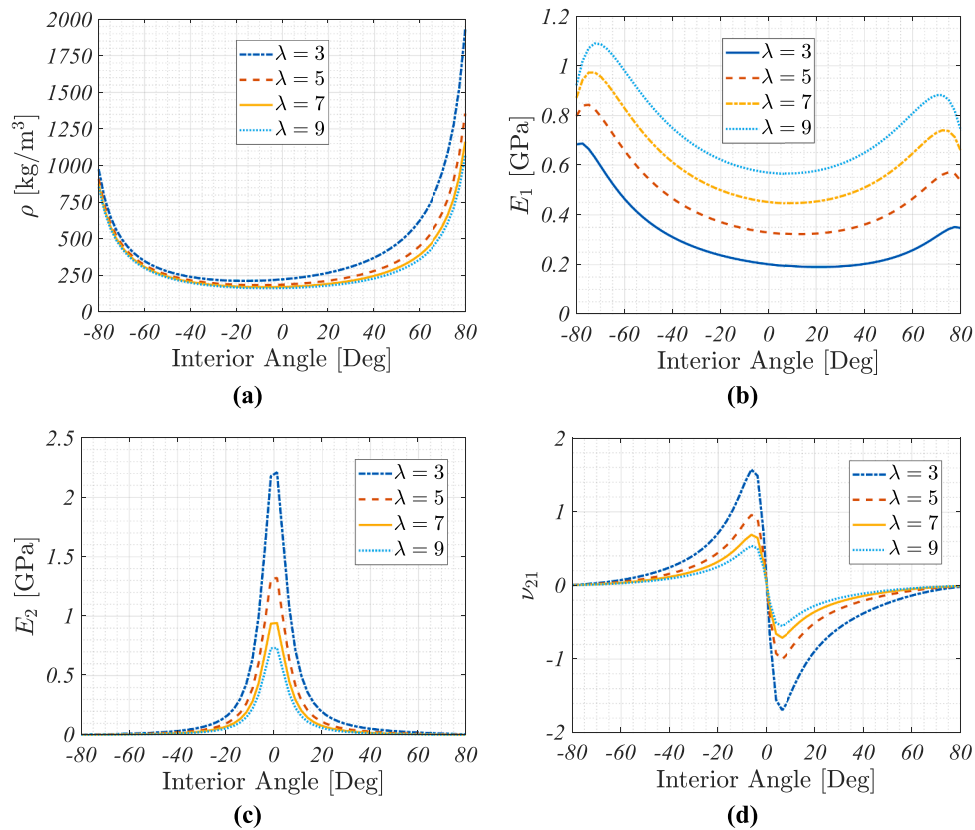 2000
1750
1500
1250
1000
750
500
250
0
ρ [kg/m³]
λ = 3
λ = 5
λ = 7
λ = 9
-80 -60 -40 -20 0 20 40 60 80
Interior Angle [Deg]
(a)
1.2
1
0.8
0.6
0.4
0.2
0
E₁ [GPa]
λ = 3
λ = 5
λ = 7
λ = 9
-80 -60 -40 -20 0 20 40 60 80
Interior Angle [Deg]
(b)
2.5
2
1.5
1
0.5
0
E₂ [GPa]
λ = 3
λ = 5
λ = 7
λ = 9
-80 -60 -40 -20 0 20 40 60 80
Interior Angle [Deg]
(c)
2
1
0
-1
-2
ν₂₁
λ = 3
λ = 5
λ = 7
λ = 9
-80 -60 -40 -20 0 20 40 60 80
Interior Angle [Deg]
(d)